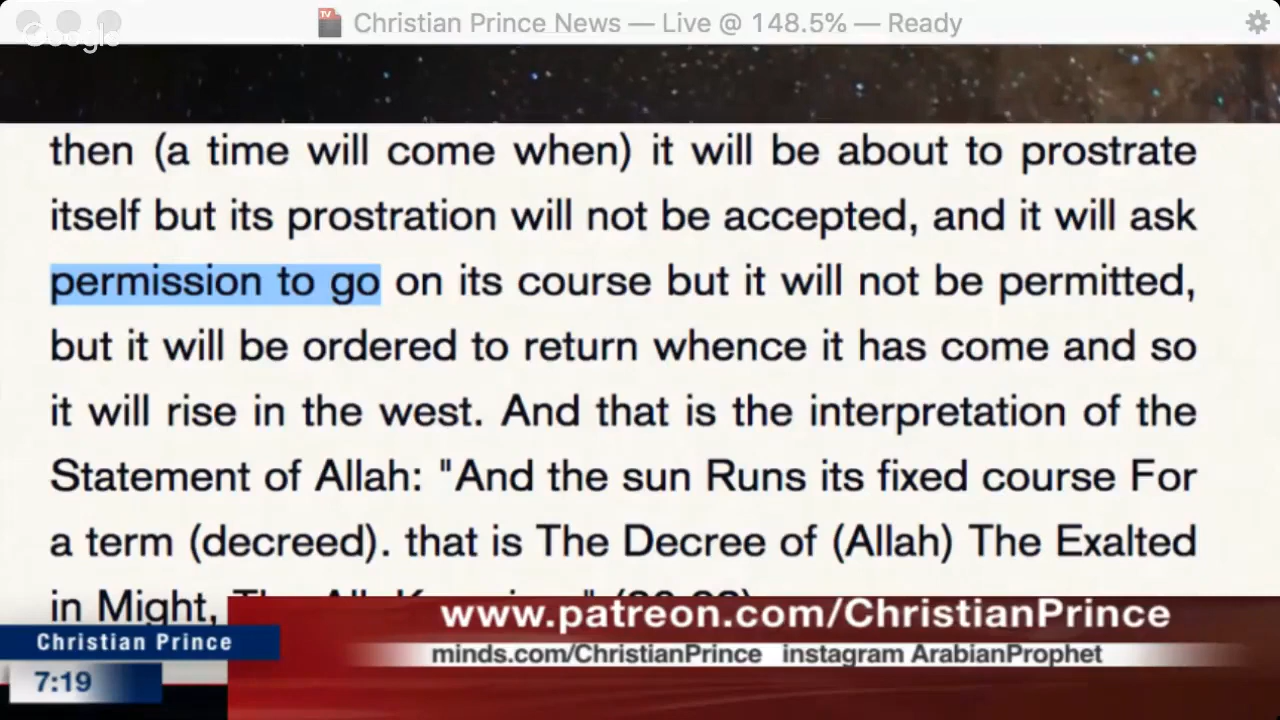 Christian Prince News — Live @ 148.5% — Ready
Google
then (a time will come when) it will be about to prostrate
itself but its prostration will not be accepted, and it will ask
permission to go on its course but it will not be permitted,
but it will be ordered to return whence it has come and so
it will rise in the west. And that is the interpretation of the
Statement of Allah: "And the sun Runs its fixed course For
a term (decreed). that is The Decree of (Allah) The Exalted
in Might,
www.patreon.com/ChristianPrince
Christian Prince
minds.com/ChristianPrince instagram ArabianProphet
7:19